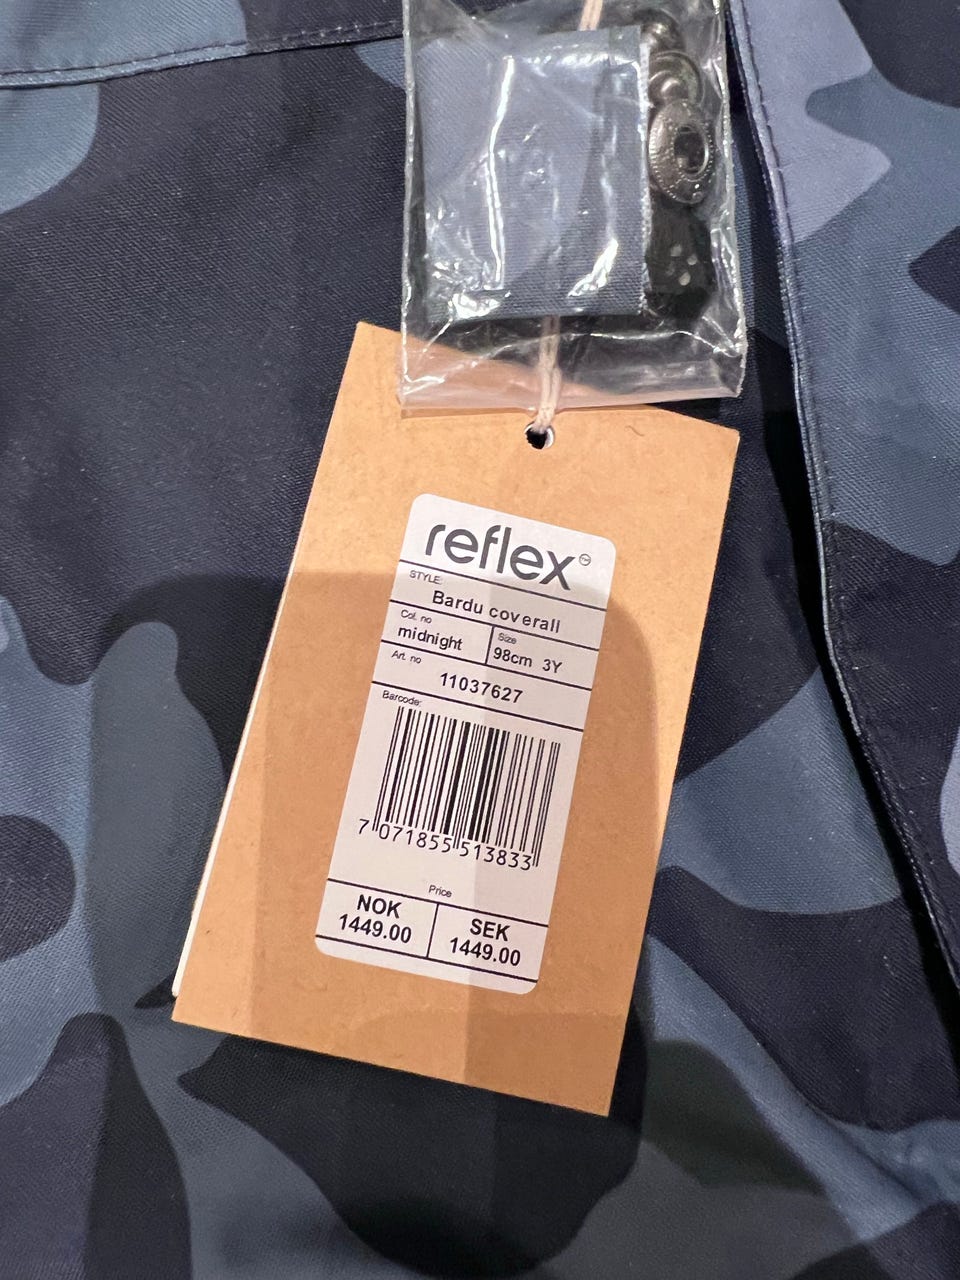 reflex™
STYLE:
Bardu coverall
Col. no
midnight
Size
98cm 3Y
Art. no
11037627
Barcode:
7 071855 513833
Price
NOK
1449.00
SEK
1449.00